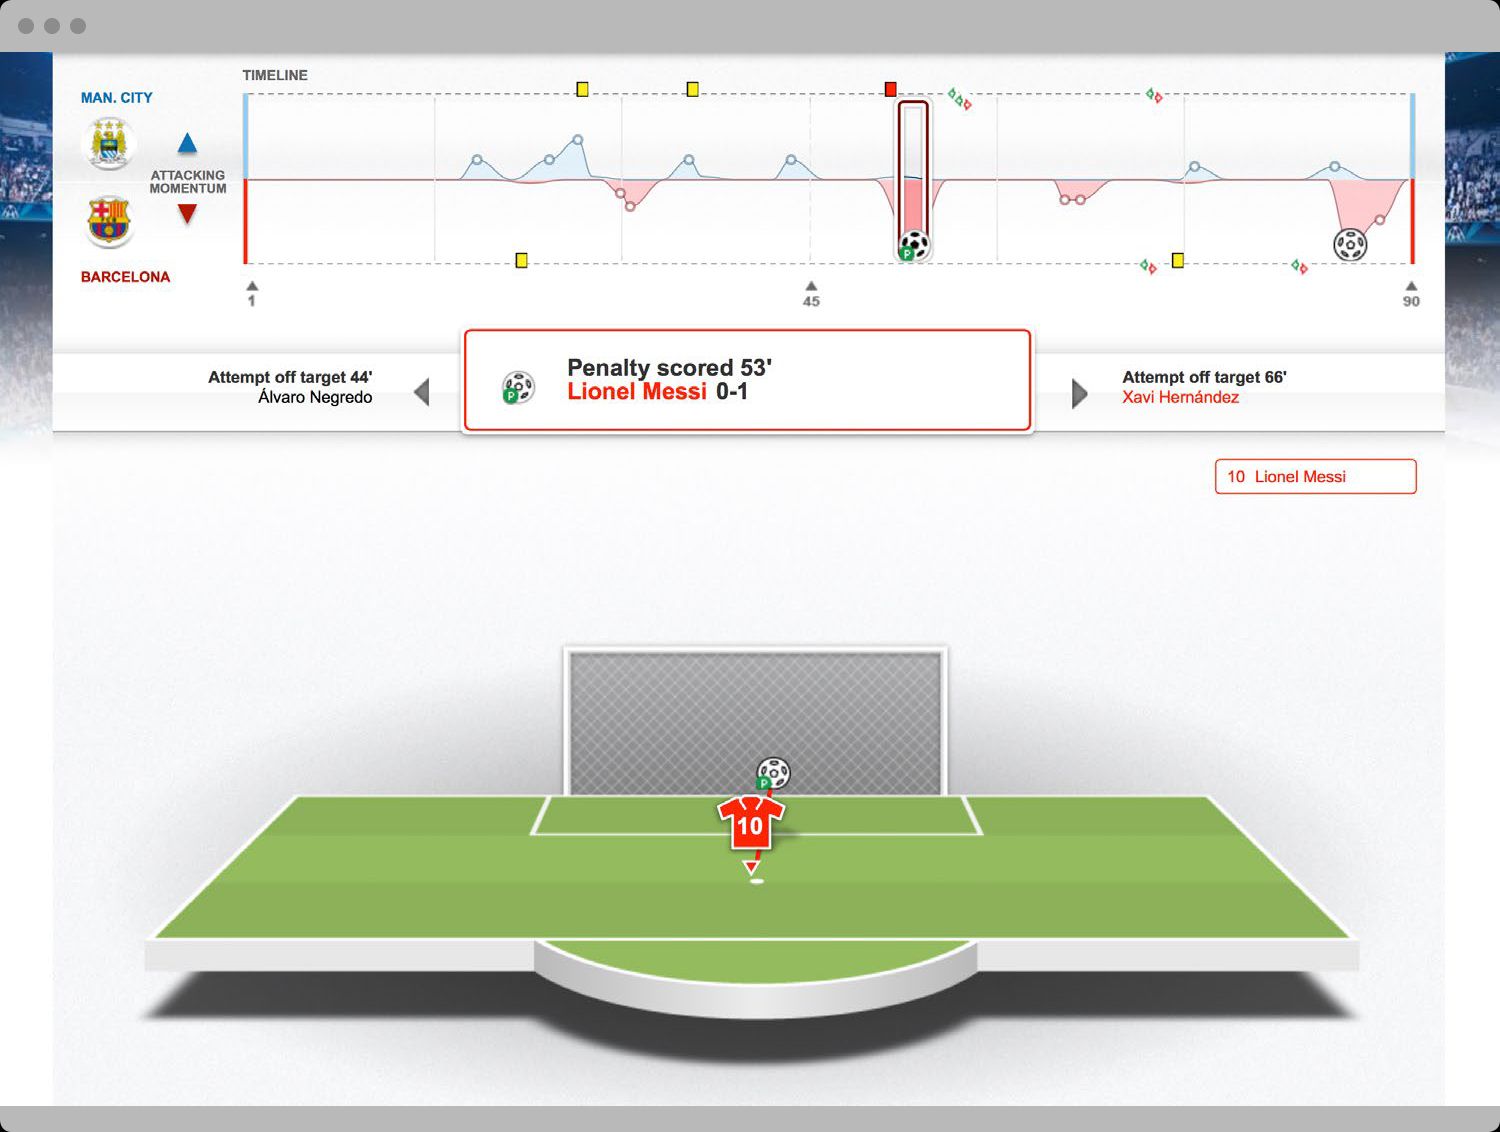 TIMELINE
MAN. CITY
ATTACKING
MOMENTUM
BARCELONA
P
1
45
90
Attempt off target 44'
Álvaro Negredo
P
Penalty scored 53'
Lionel Messi 0-1
Attempt off target 66'
Xavi Hernández
10 Lionel Messi
P
10